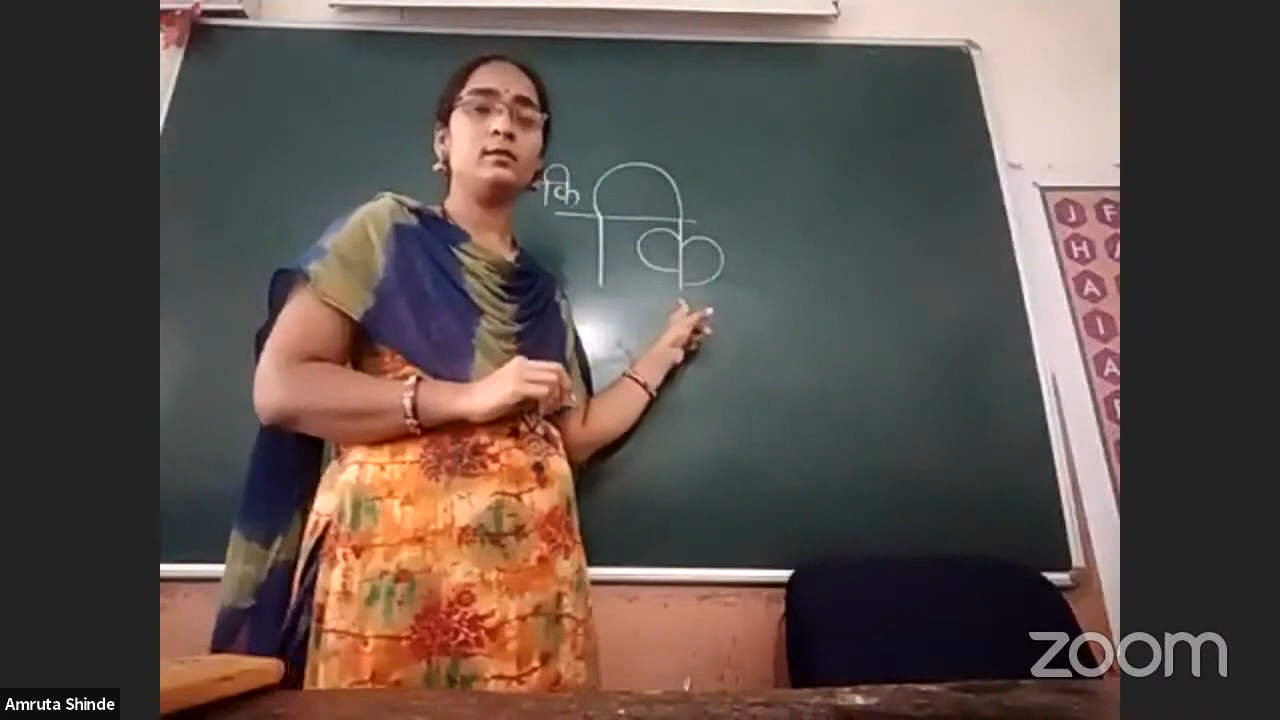 कि
कि
J F
H A
A
I
A
zoom
Amruta Shinde